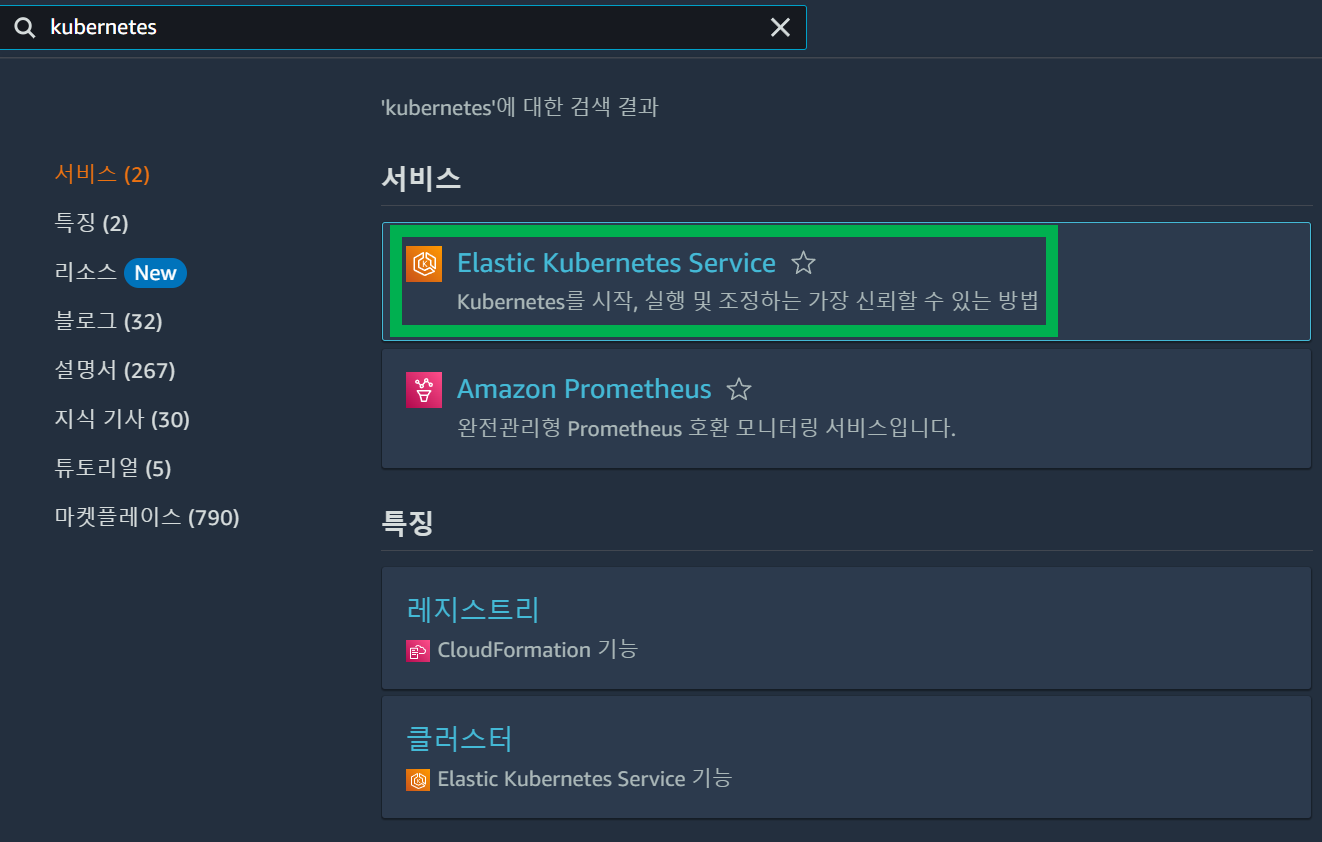 kubernetes
'kubernetes'에 대한 검색 결과
서비스 (2)
특징 (2)
리소스 New
블로그 (32)
설명서 (267)
지식 기사 (30)
튜토리얼 (5)
마켓플레이스 (790)
서비스
Elastic Kubernetes Service
Kubernetes를 시작, 실행 및 조정하는 가장 신뢰할 수 있는 방법
Amazon Prometheus
완전관리형 Prometheus 호환 모니터링 서비스입니다.
특징
레지스트리
CloudFormation 기능
클러스터
Elastic Kubernetes Service 기능